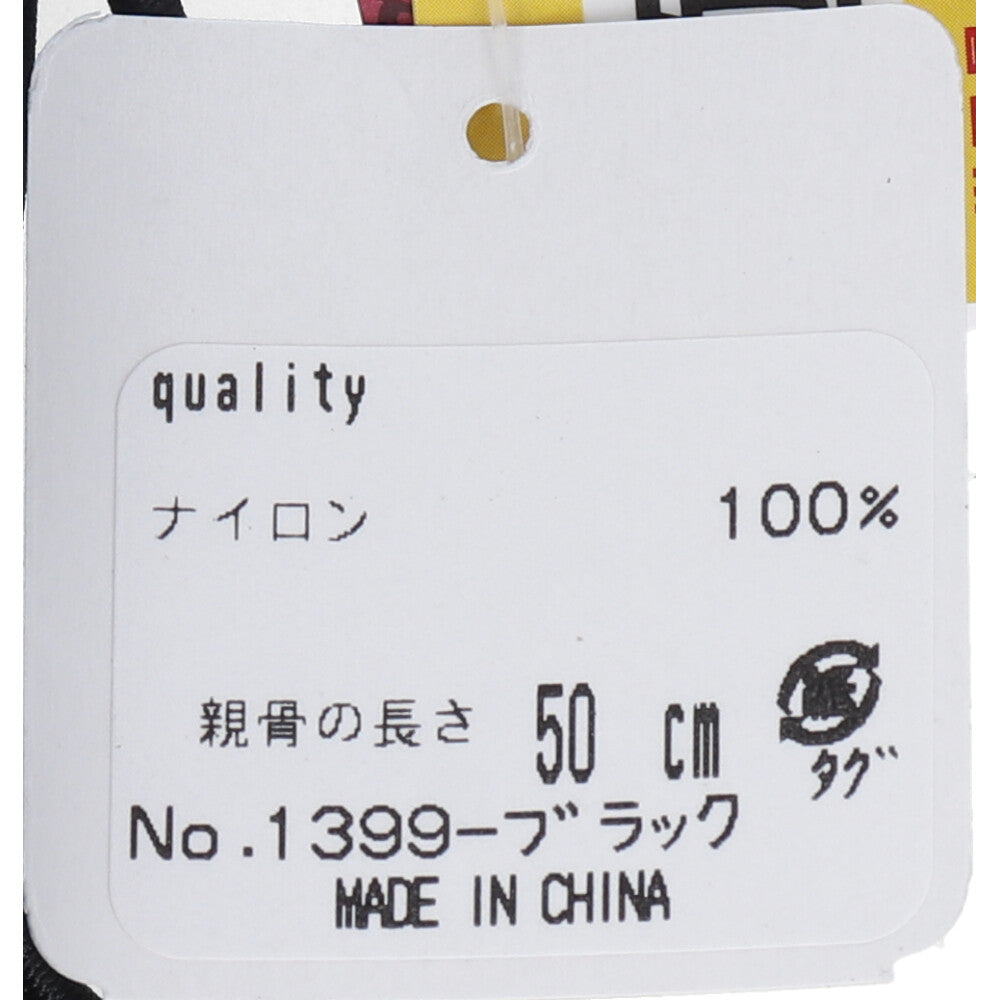 quality
ナイロン 100%
親骨の長さ 50 cm
タグ
No.1399-ブラック
MADE IN CHINA